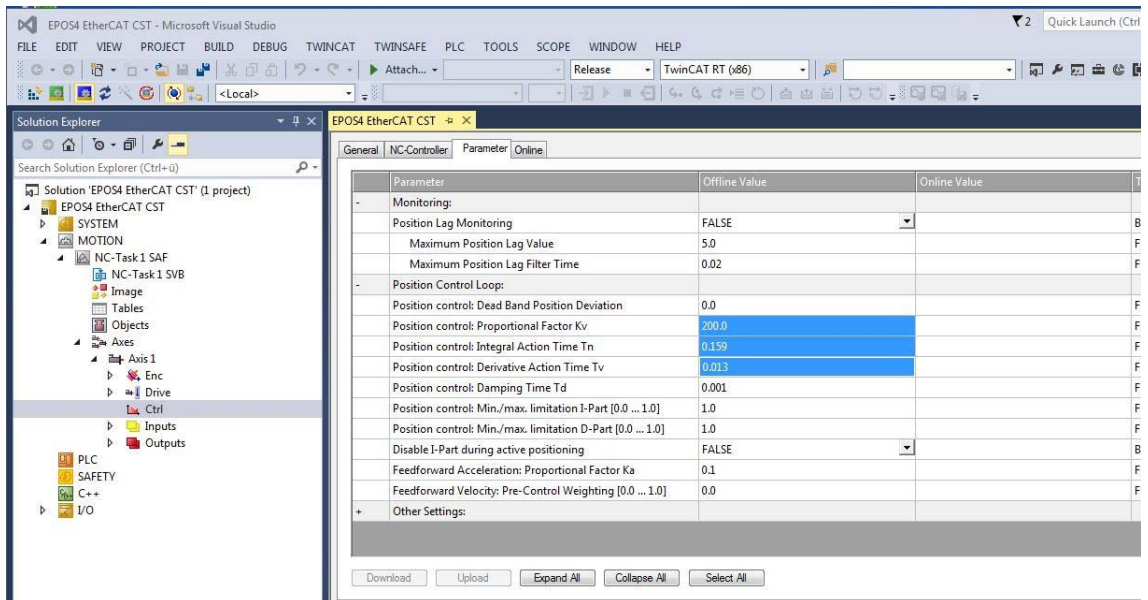 EPOS4 EtherCAT CST - Microsoft Visual Studio
2 Quick Launch (Ctrl
FILE EDIT VIEW PROJECT BUILD DEBUG TWINCAT TWINSAFE PLC TOOLS SCOPE WINDOW HELP
Attach... Release TwinCAT RT (x86)
<Local>
Solution Explorer
EPOS4 EtherCAT CST
General NC-Controller Parameter Online
Search Solution Explorer (Ctrl+ü)
Solution 'EPOS4 EtherCAT CST' (1 project)
EPOS4 EtherCAT CST
SYSTEM
MOTION
NC-Task 1 SAF
NC-Task 1 SVB
Image
Tables
Objects
Axes
Axis 1
Enc
Drive
Ctrl
Inputs
Outputs
PLC
SAFETY
C++
I/O
Parameter Offline Value Online Value T
- Monitoring:
Position Lag Monitoring FALSE B
Maximum Position Lag Value 5.0 F
Maximum Position Lag Filter Time 0.02 F
- Position Control Loop:
Position control: Dead Band Position Deviation 0.0 F
Position control: Proportional Factor Kv 200.0 F
Position control: Integral Action Time Tn 0.159 F
Position control: Derivative Action Time Tv 0.013 F
Position control: Damping Time Td 0.001 F
Position control: Min./max. limitation I-Part [0.0 ... 1.0] 1.0 F
Position control: Min./max. limitation D-Part [0.0 ... 1.0] 1.0 F
Disable I-Part during active positioning FALSE B
Feedforward Acceleration: Proportional Factor Ka 0.1 F
Feedforward Velocity: Pre-Control Weighting [0.0 ... 1.0] 0.0 F
+ Other Settings:
Download Upload Expand All Collapse All Select All